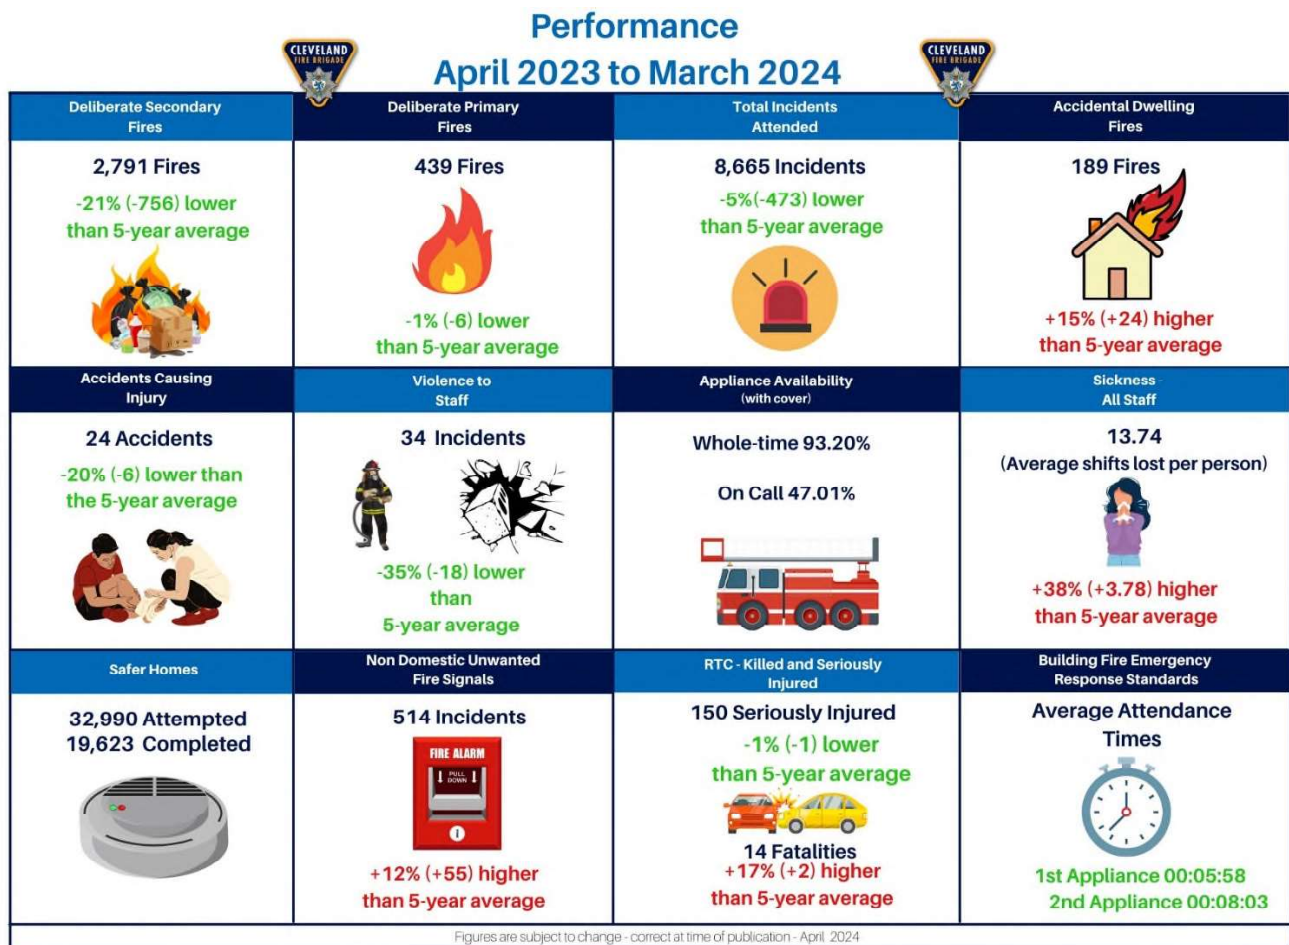 Performance
April 2023 to March 2024
CLEVELAND
FIRE BRIGADE
CLEVELAND
FIRE BRIGADE
Deliberate Secondary
Fires
2,791 Fires
-21% (-756) lower
than 5-year average
Deliberate Primary
Fires
439 Fires
-1% (-6) lower
than 5-year average
Total Incidents
Attended
8,665 Incidents
-5%(-473) lower
than 5-year average
Accidental Dwelling
Fires
189 Fires
+15% (+24) higher
than 5-year average
Accidents Causing
Injury
24 Accidents
-20% (-6) lower than
the 5-year average
Violence to
Staff
34 Incidents
-35% (-18) lower
than
5-year average
Appliance Availability
(with cover)
Whole-time 93.20%
On Call 47.01%
Sickness -
All Staff
13.74
(Average shifts lost per person)
+38% (+3.78) higher
than 5-year average
Safer Homes
32,990 Attempted
19,623 Completed
Non Domestic Unwanted
Fire Signals
514 Incidents
FIRE ALARM
PULL
DOWN
+12% (+55) higher
than 5-year average
RTC - Killed and Seriously
Injured
150 Seriously Injured
-1% (-1) lower
than 5-year average
14 Fatalities
+17% (+2) higher
than 5-year average
Building Fire Emergency
Response Standards
Average Attendance
Times
1st Appliance 00:05:58
2nd Appliance 00:08:03
Figures are subject to change - correct at time of publication - April 2024